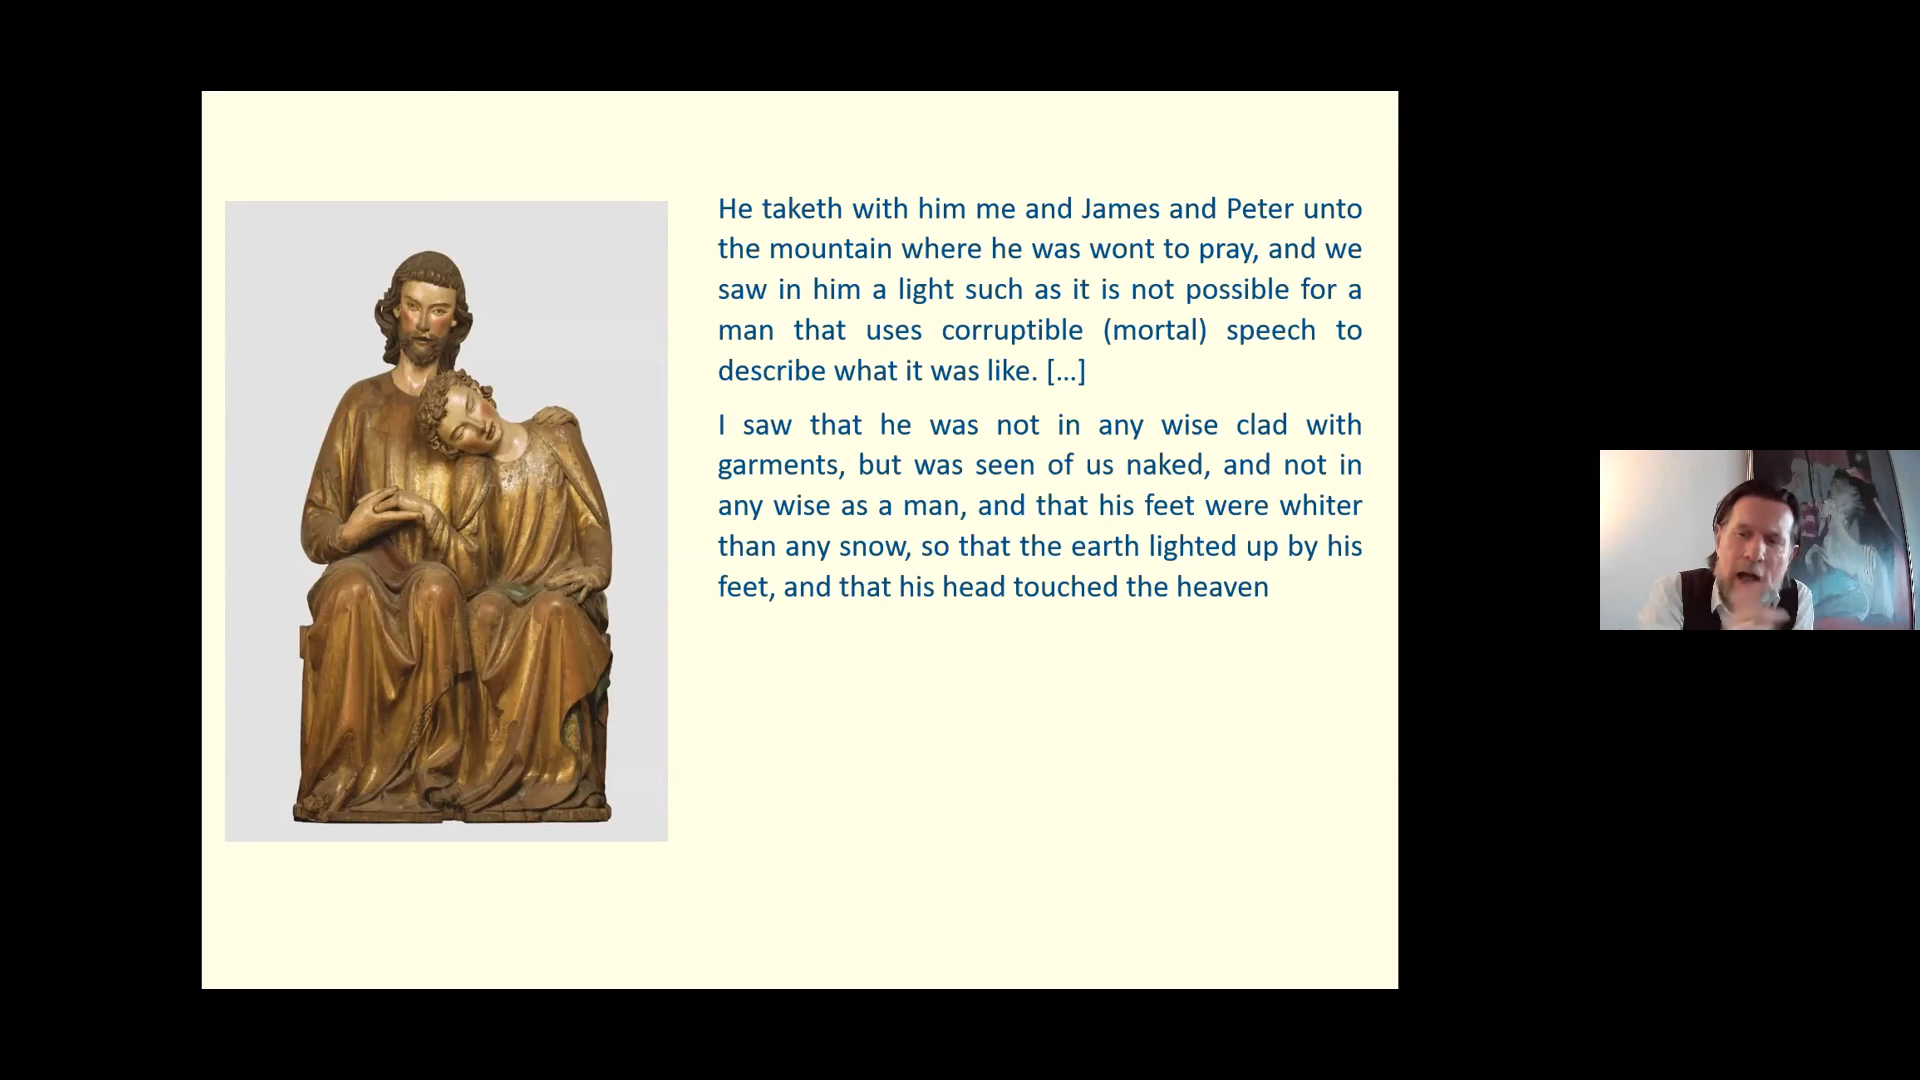 He taketh with him me and James and Peter unto
the mountain where he was wont to pray, and we
saw in him a light such as it is not possible for a
man that uses corruptible (mortal) speech to
describe what it was like. […]
I saw that he was not in any wise clad with
garments, but was seen of us naked, and not in
any wise as a man, and that his feet were whiter
than any snow, so that the earth lighted up by his
feet, and that his head touched the heaven